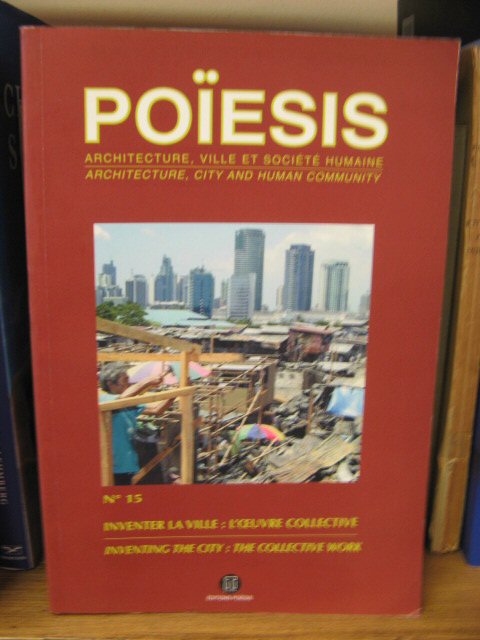 POÏESIS
ARCHITECTURE, VILLE ET SOCIÉTÉ HUMAINE
ARCHITECTURE, CITY AND HUMAN COMMUNITY
N° 15
INVENTER LA VILLE : L'ŒUVRE COLLECTIVE
INVENTING THE CITY : THE COLLECTIVE WORK